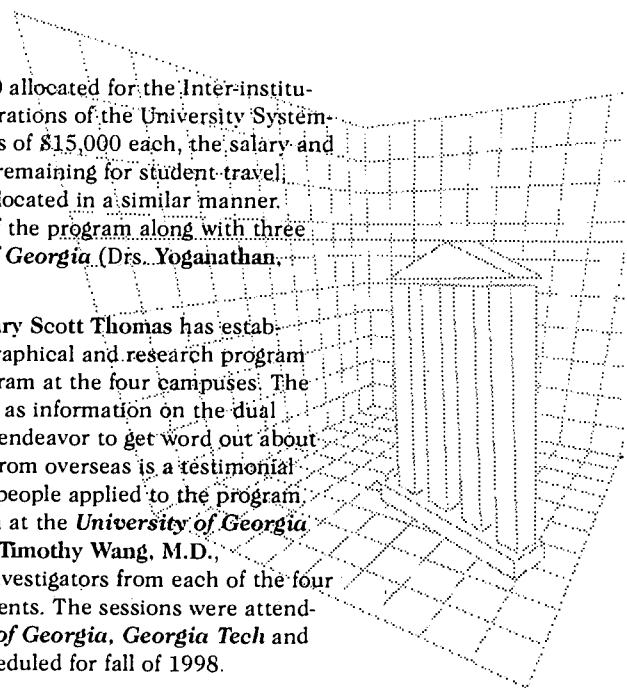 allocated for the Inter-institu-
rations of the University System-
s of $15,000 each, the salary and
remaining for student travel,
located in a similar manner.
the program along with three
Georgia (Drs. Yoganathan,
ry Scott Thomas has estab-
raphical and research program
ram at the four campuses. The
as information on the dual
endeavor to get word out about
rom overseas is a testimonial
people applied to the program.
at the University of Georgia
Timothy Wang, M.D.,
vestigators from each of the four
ents. The sessions were attend-
of Georgia, Georgia Tech and
eduled for fall of 1998.